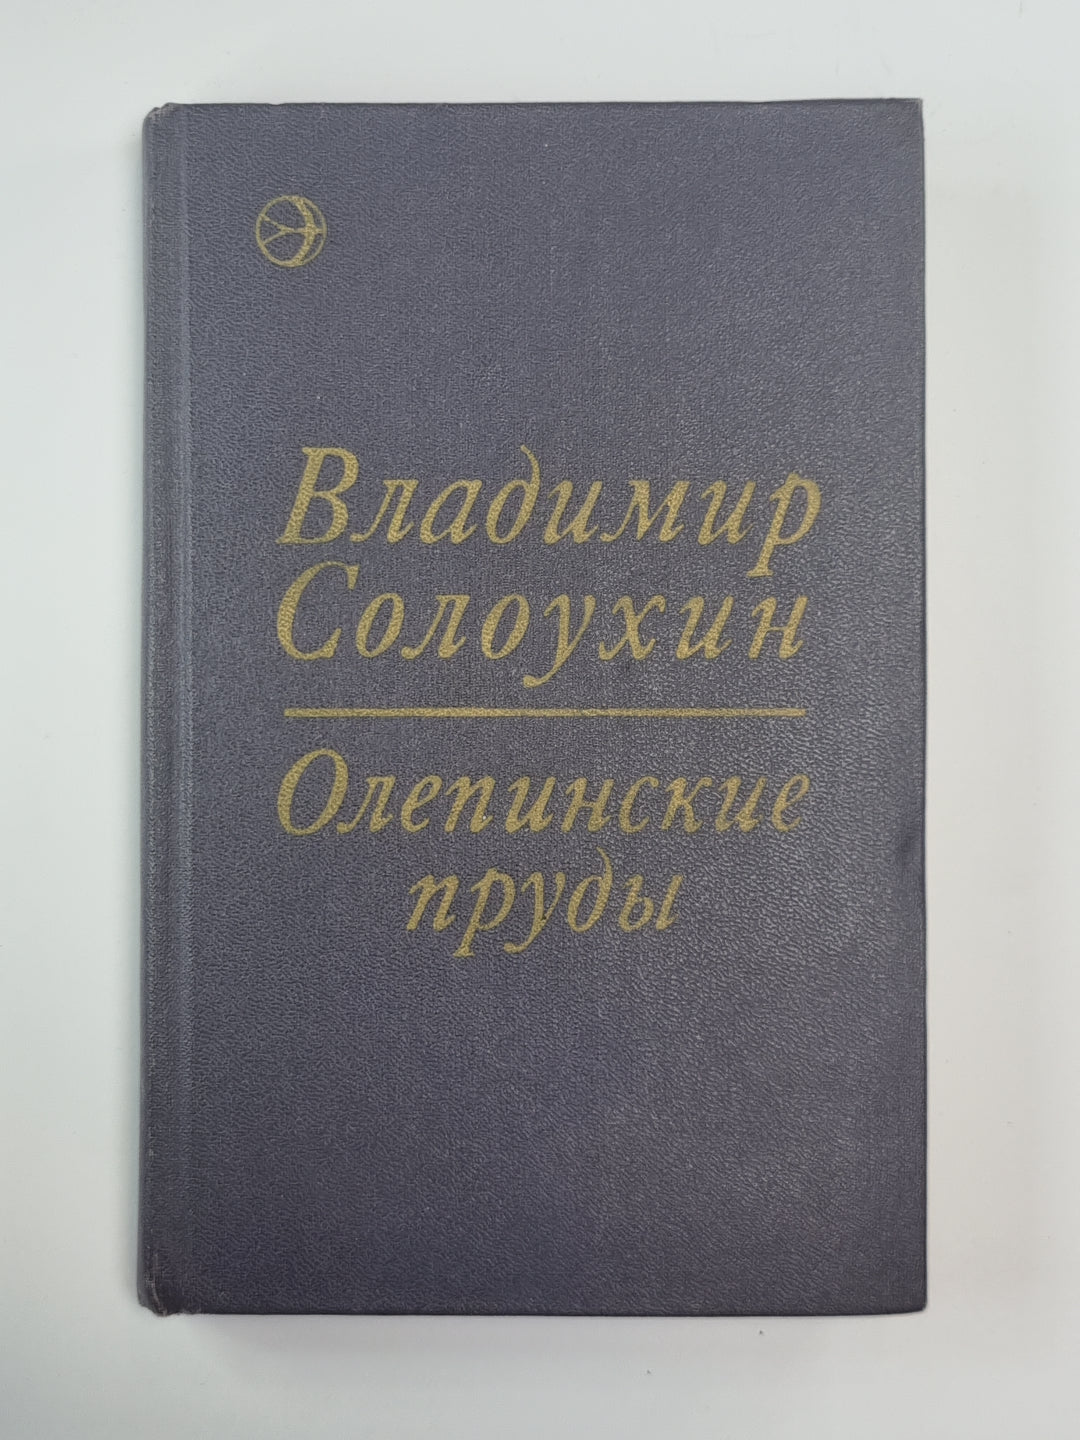 Владимир
Солоухин
Олепинские
пруды